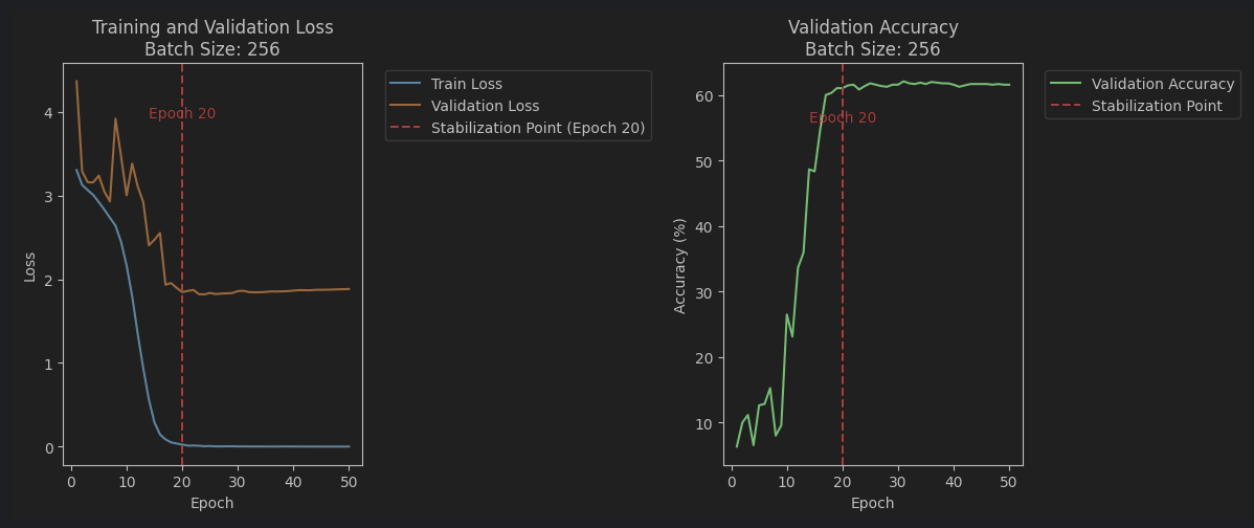 Training and Validation Loss
Batch Size: 256
Loss
4
3
2
1
0
Epoch 20
0 10 20 30 40 50
Epoch
Train Loss
Validation Loss
Stabilization Point (Epoch 20)
Validation Accuracy
Batch Size: 256
Accuracy (%)
60
50
40
30
20
10
Epoch 20
0 10 20 30 40 50
Epoch
Validation Accuracy
Stabilization Point